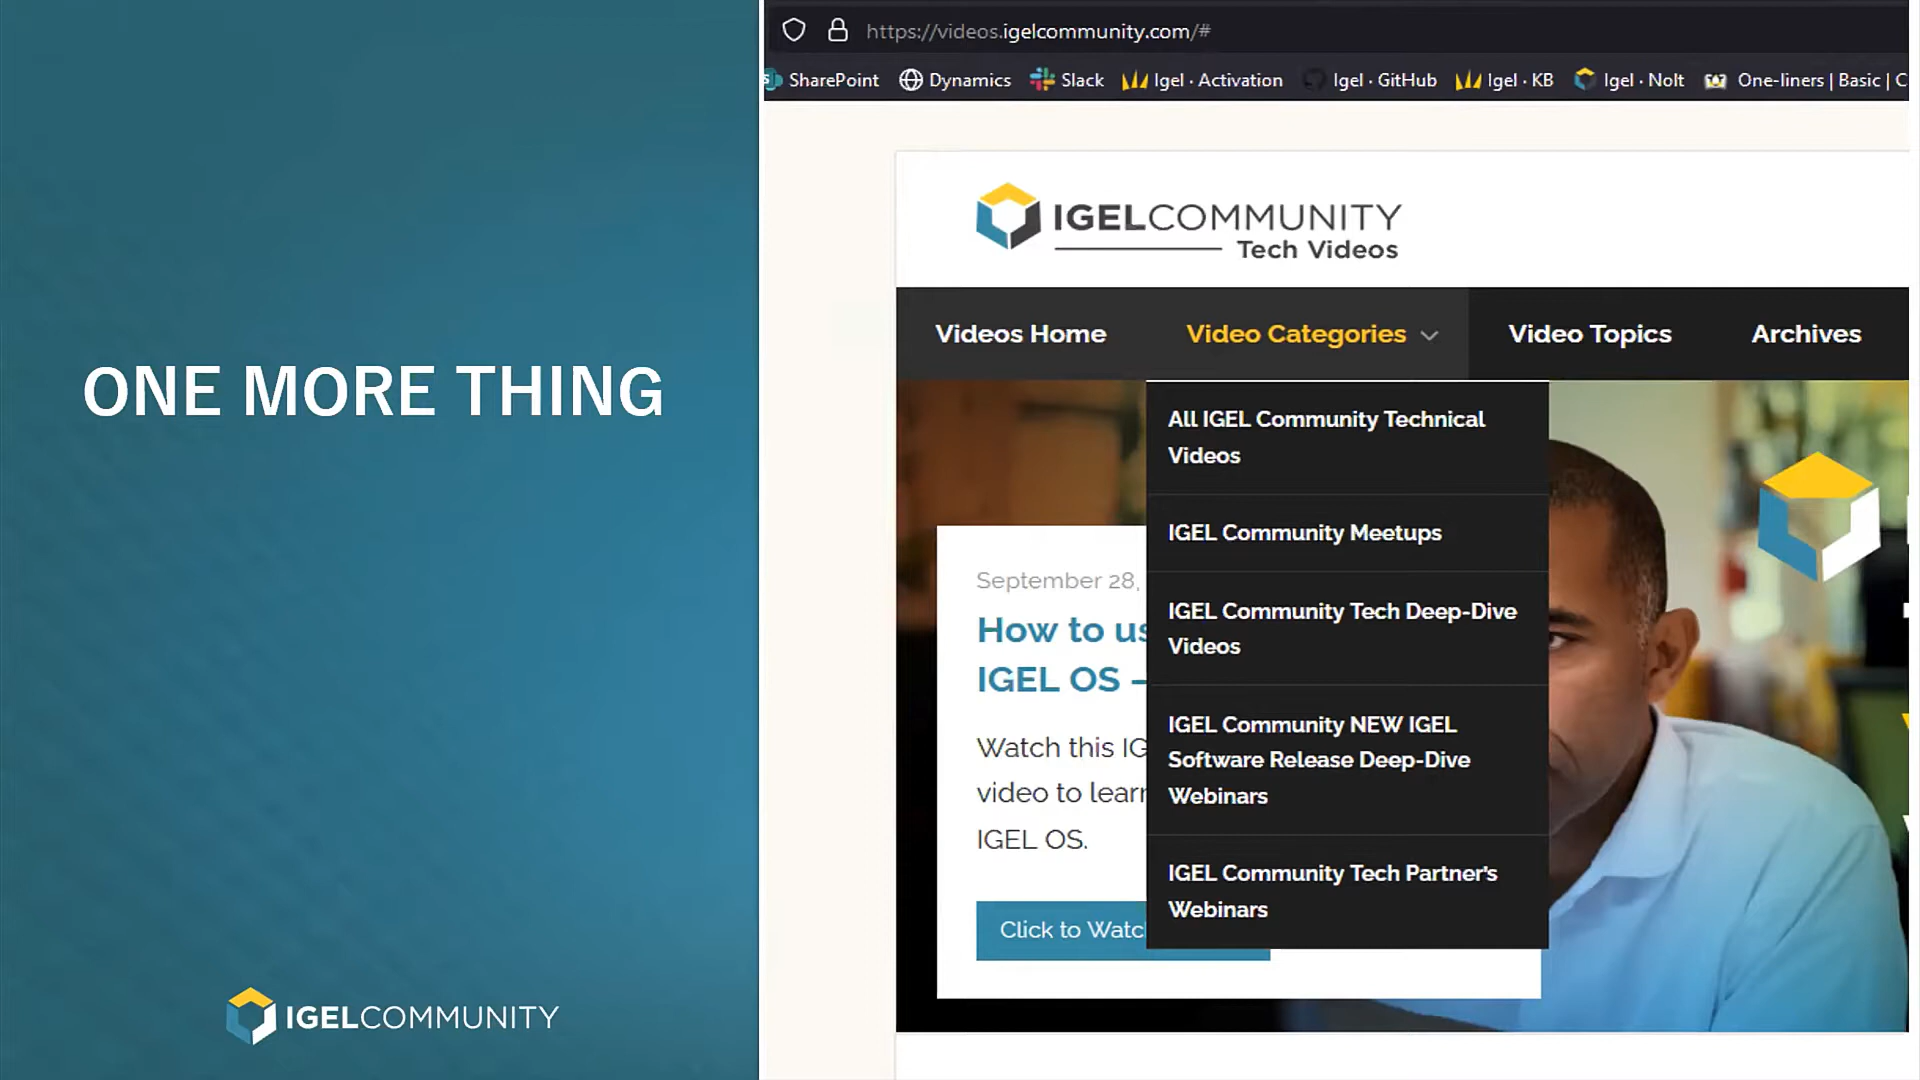 ONE MORE THING
IGELCOMMUNITY
https://videos.igelcommunity.com/#
SharePoint Dynamics Slack Igel · Activation Igel · GitHub Igel · KB Igel · Nolt One-liners | Basic | C
IGELCOMMUNITY
Tech Videos
Videos Home Video Categories Video Topics Archives
All IGEL Community Technical
Videos
IGEL Community Meetups
IGEL Community Tech Deep-Dive
Videos
IGEL Community NEW IGEL
Software Release Deep-Dive
Webinars
IGEL Community Tech Partner's
Webinars
September 28,
How to us
IGEL OS –
Watch this IG
video to learn
IGEL OS.
Click to Watc